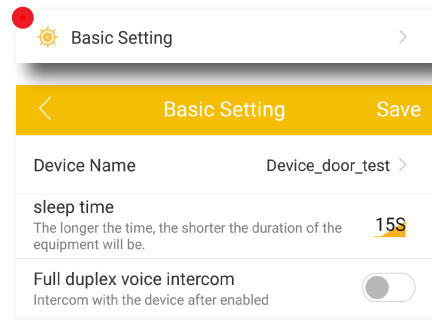 Basic Setting
Basic Setting
Save
Device Name
Device_door_test
sleep time
The longer the time, the shorter the duration of the
equipment will be.
15S
Full duplex voice intercom
Intercom with the device after enabled